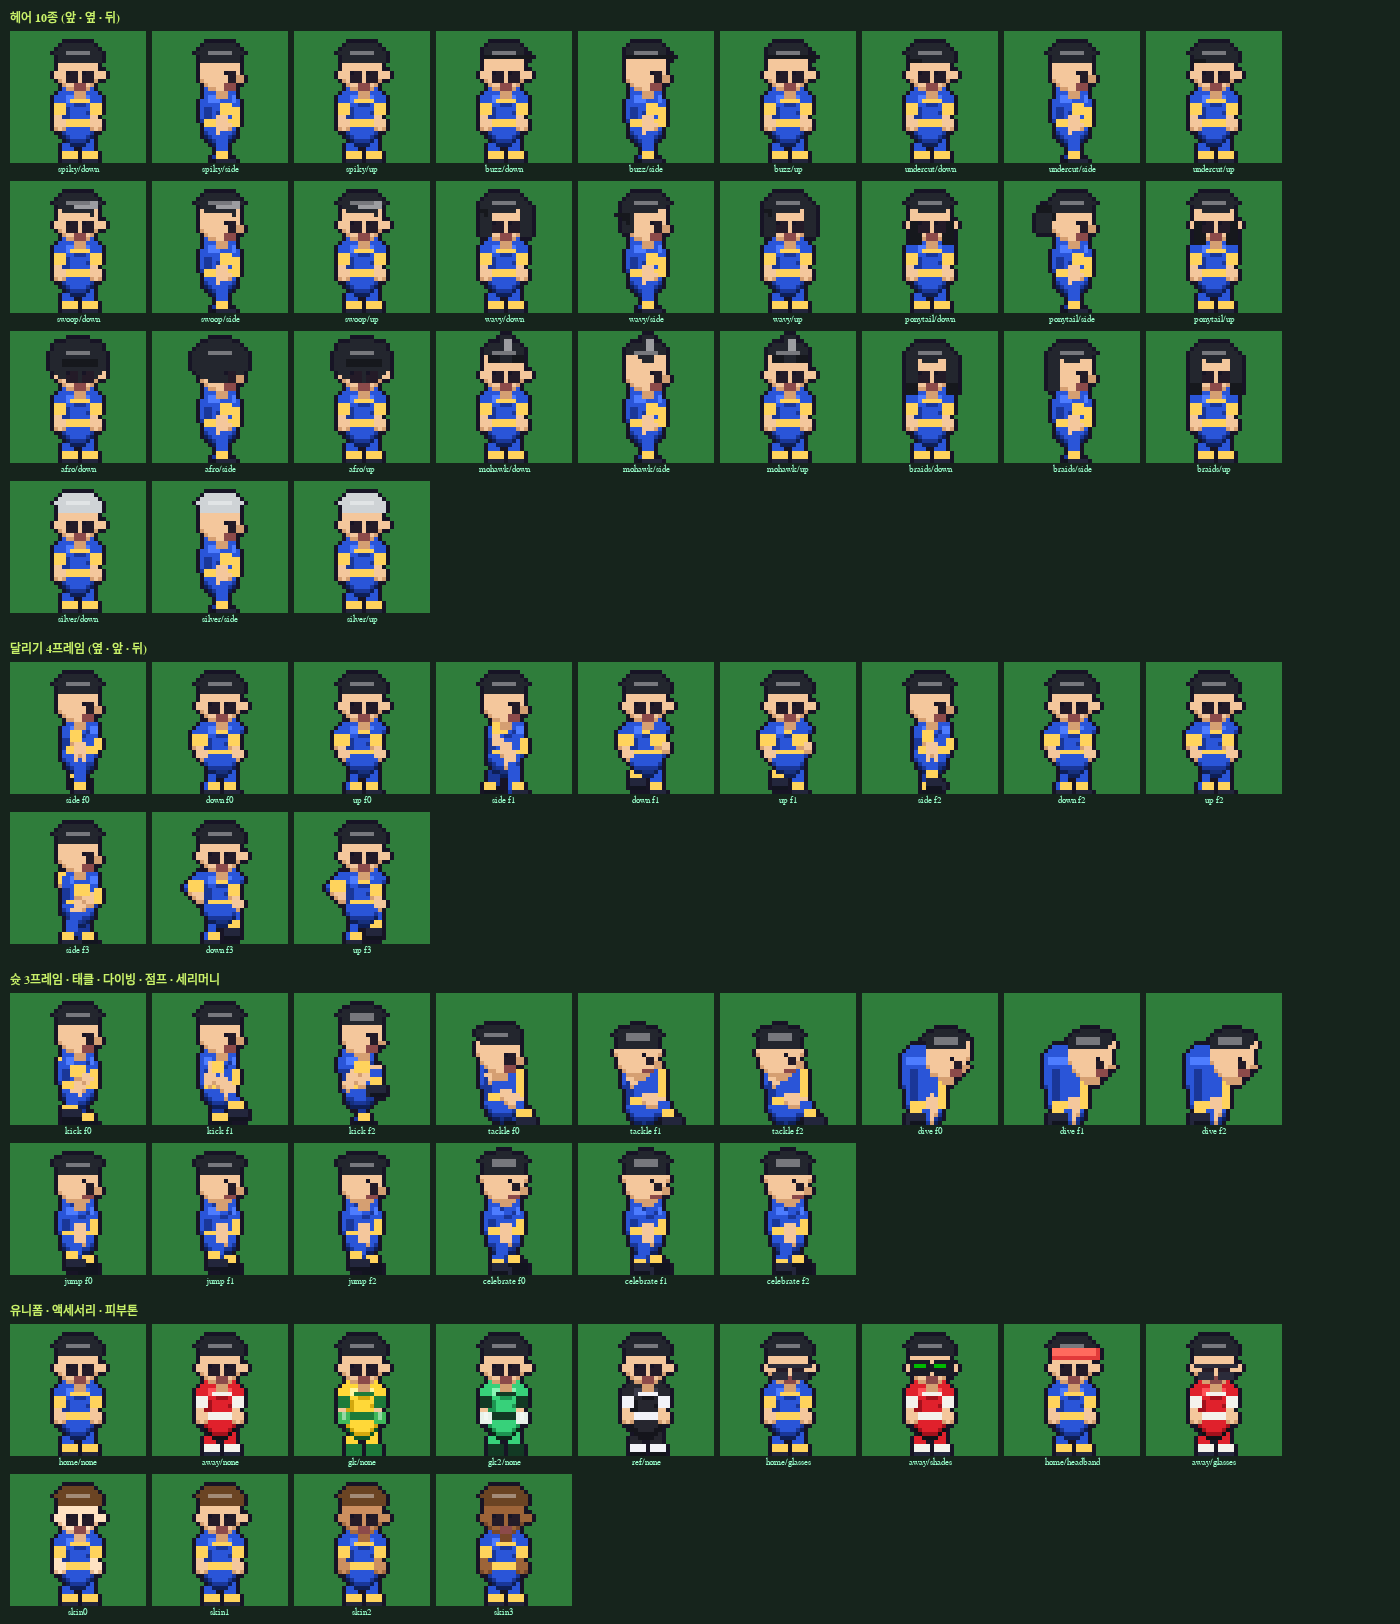 헤어 10종 (앞 · 옆 · 뒤)
spiky/down spiky/side spiky/up buzz/down buzz/side buzz/up undercut/down undercut/side undercut/up
swoop/down swoop/side swoop/up wavy/down wavy/side wavy/up ponytail/down ponytail/side ponytail/up
afro/down afro/side afro/up mohawk/down mohawk/side mohawk/up braids/down braids/side braids/up
silver/down silver/side silver/up
달리기 4프레임 (옆 · 앞 · 뒤)
side f0 down f0 up f0 side f1 down f1 up f1 side f2 down f2 up f2
side f3 down f3 up f3
슛 3프레임 · 태클 · 다이빙 · 점프 · 세리머니
kick f0 kick f1 kick f2 tackle f0 tackle f1 tackle f2 dive f0 dive f1 dive f2
jump f0 jump f1 jump f2 celebrate f0 celebrate f1 celebrate f2
유니폼 · 액세서리 · 피부톤
home/none away/none gk/none gk2/none ref/none home/glasses away/shades home/headband away/glasses
skin0 skin1 skin2 skin3